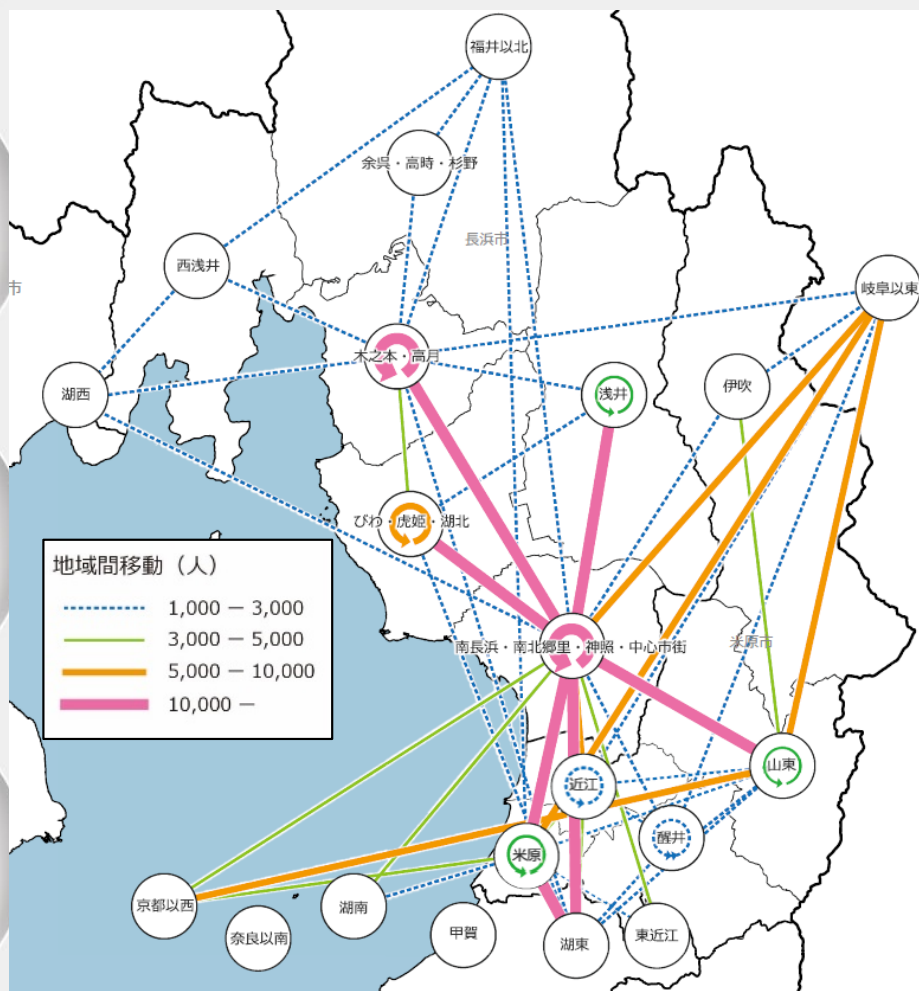 福井以北
余呉・高時・杉野
長浜市
西浅井
市
岐阜以東
木之本・高月
湖西
浅井
伊吹
びわ・虎姫・湖北
地域間移動（人）
1,000 － 3,000
3,000 － 5,000
5,000 － 10,000
10,000 －
南長浜・南北郷里・神照・中心市街
米原市
山東
近江
醒井
米原
京都以西
湖南
奈良以南
甲賀
湖東
東近江